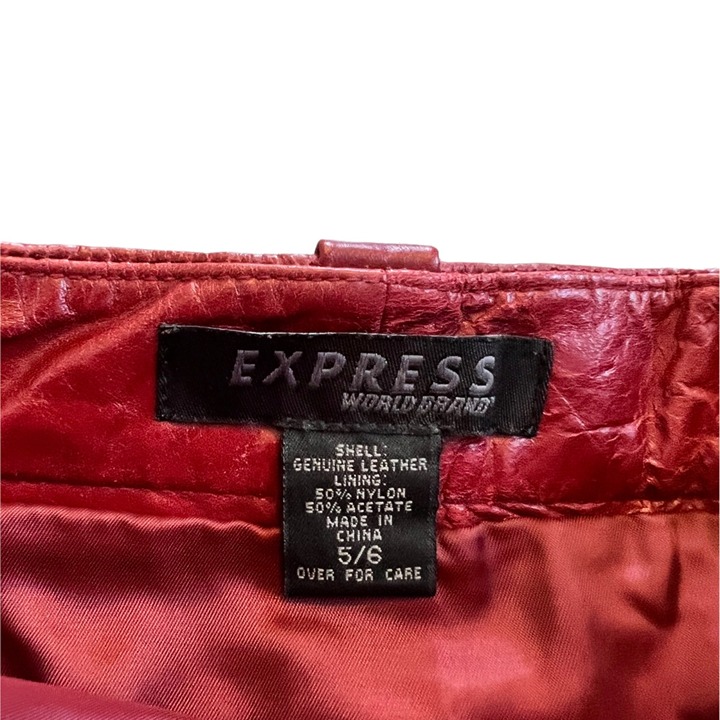 EXPRESS
WORLD BRAND
SHELL:
GENUINE LEATHER
LINING:
50% NYLON
50% ACETATE
MADE IN
CHINA
5/6
OVER FOR CARE